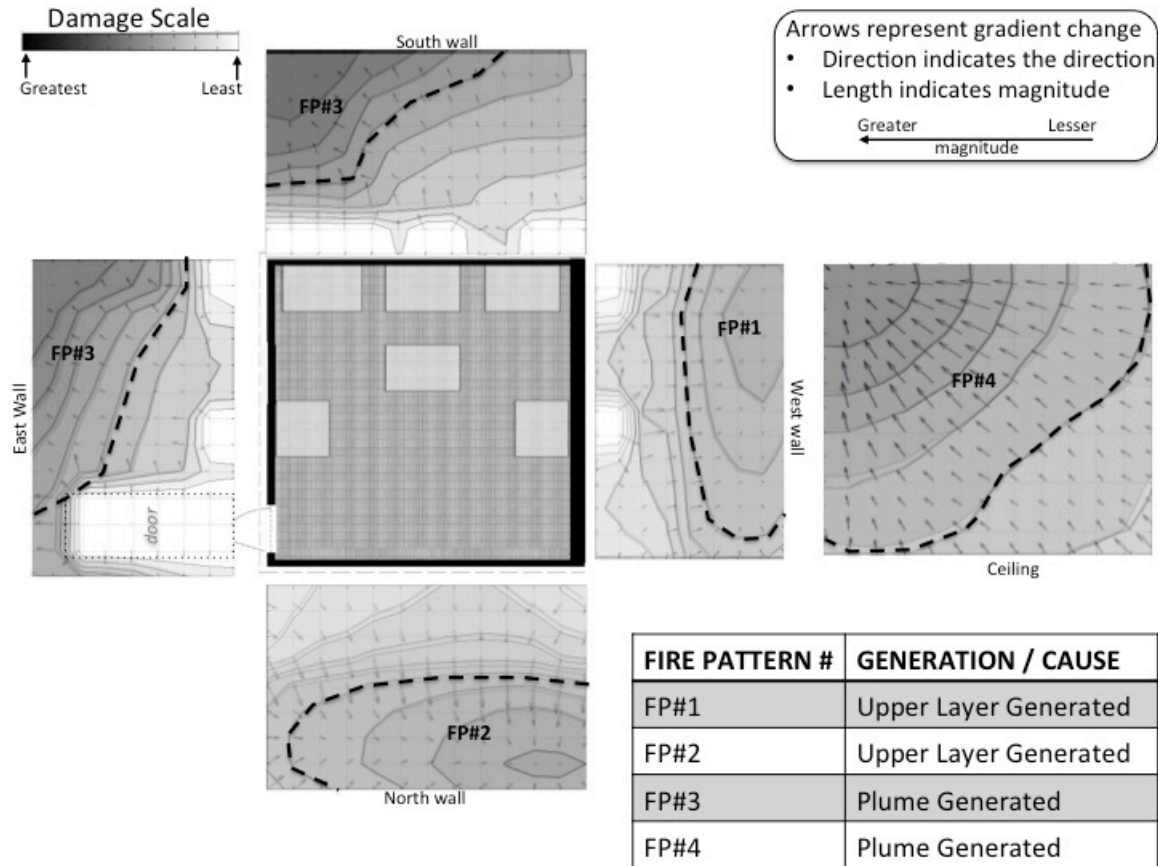 Damage Scale
Greatest
Least
South wall
FP#3
Arrows represent gradient change
• Direction indicates the direction
• Length indicates magnitude
Greater
Lesser
magnitude
East Wall
FP#3
door
FP#1
West wall
FP#4
Ceiling
FP#2
North wall
FIRE PATTERN # GENERATION / CAUSE
FP#1 Upper Layer Generated
FP#2 Upper Layer Generated
FP#3 Plume Generated
FP#4 Plume Generated